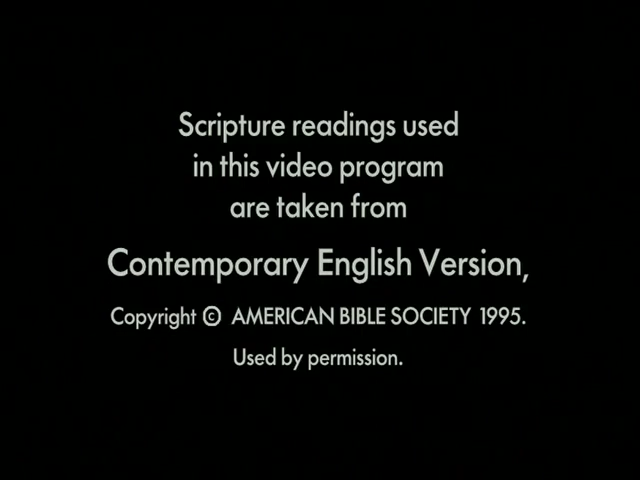 Scripture readings used
in this video program
are taken from
Contemporary English Version,
Copyright © AMERICAN BIBLE SOCIETY 1995.
Used by permission.